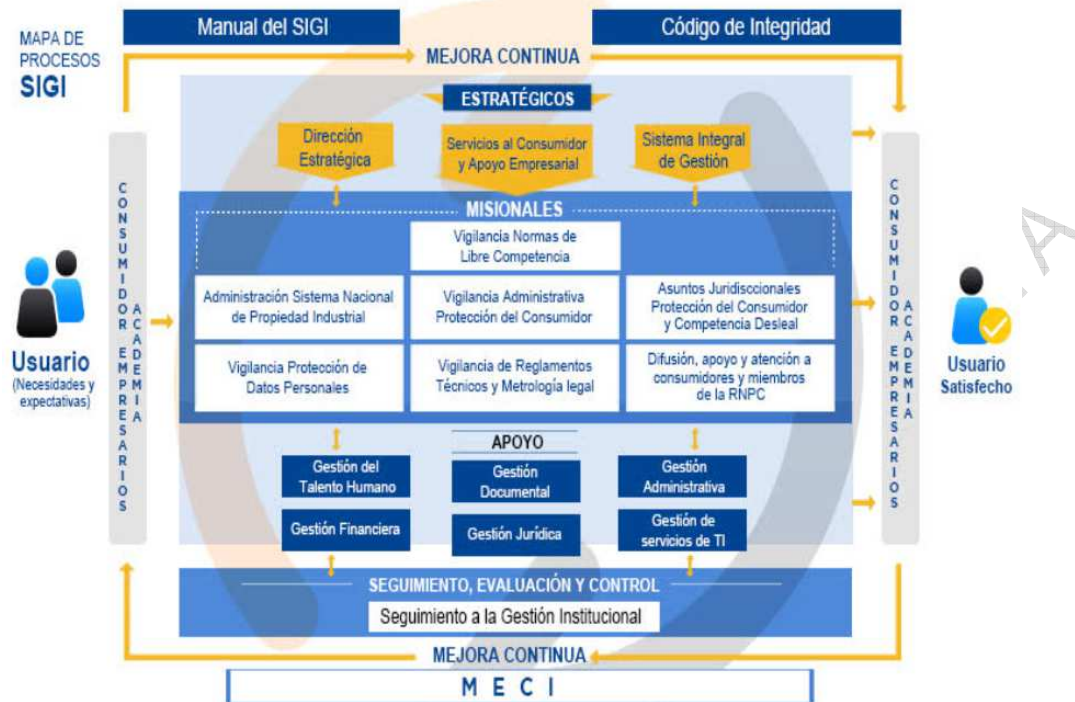 MAPA DE
PROCESOS
SIGI
Manual del SIGI
Código de Integridad
MEJORA CONTINUA
ESTRATÉGICOS
Dirección
Estratégica
Servicios al Consumidor
y Apoyo Empresarial
Sistema Integral
de Gestión
MISIONALES
Vigilancia Normas de
Libre Competencia
Administración Sistema Nacional
de Propiedad Industrial
Vigilancia Administrativa
Protección del Consumidor
Asuntos Jurisdiccionales
Protección del Consumidor
y Competencia Desleal
Vigilancia Protección de
Datos Personales
Vigilancia de Reglamentos
Técnicos y Metrología legal
Difusión, apoyo y atención a
consumidores y miembros
de la RNPC
APOYO
Gestión del
Talento Humano
Gestión
Documental
Gestión
Administrativa
Gestión Financiera
Gestión Jurídica
Gestión de
servicios de TI
SEGUIMIENTO, EVALUACIÓN Y CONTROL
Seguimiento a la Gestión Institucional
MEJORA CONTINUA
MECI
Usuario
(Necesidades y
expectativas)
CONSUMIDOR EMPRESARIOS
ACADEMIA
CONSUMIDOR EMPRESARIOS
ACADEMIA
Usuario
Satisfecho
A